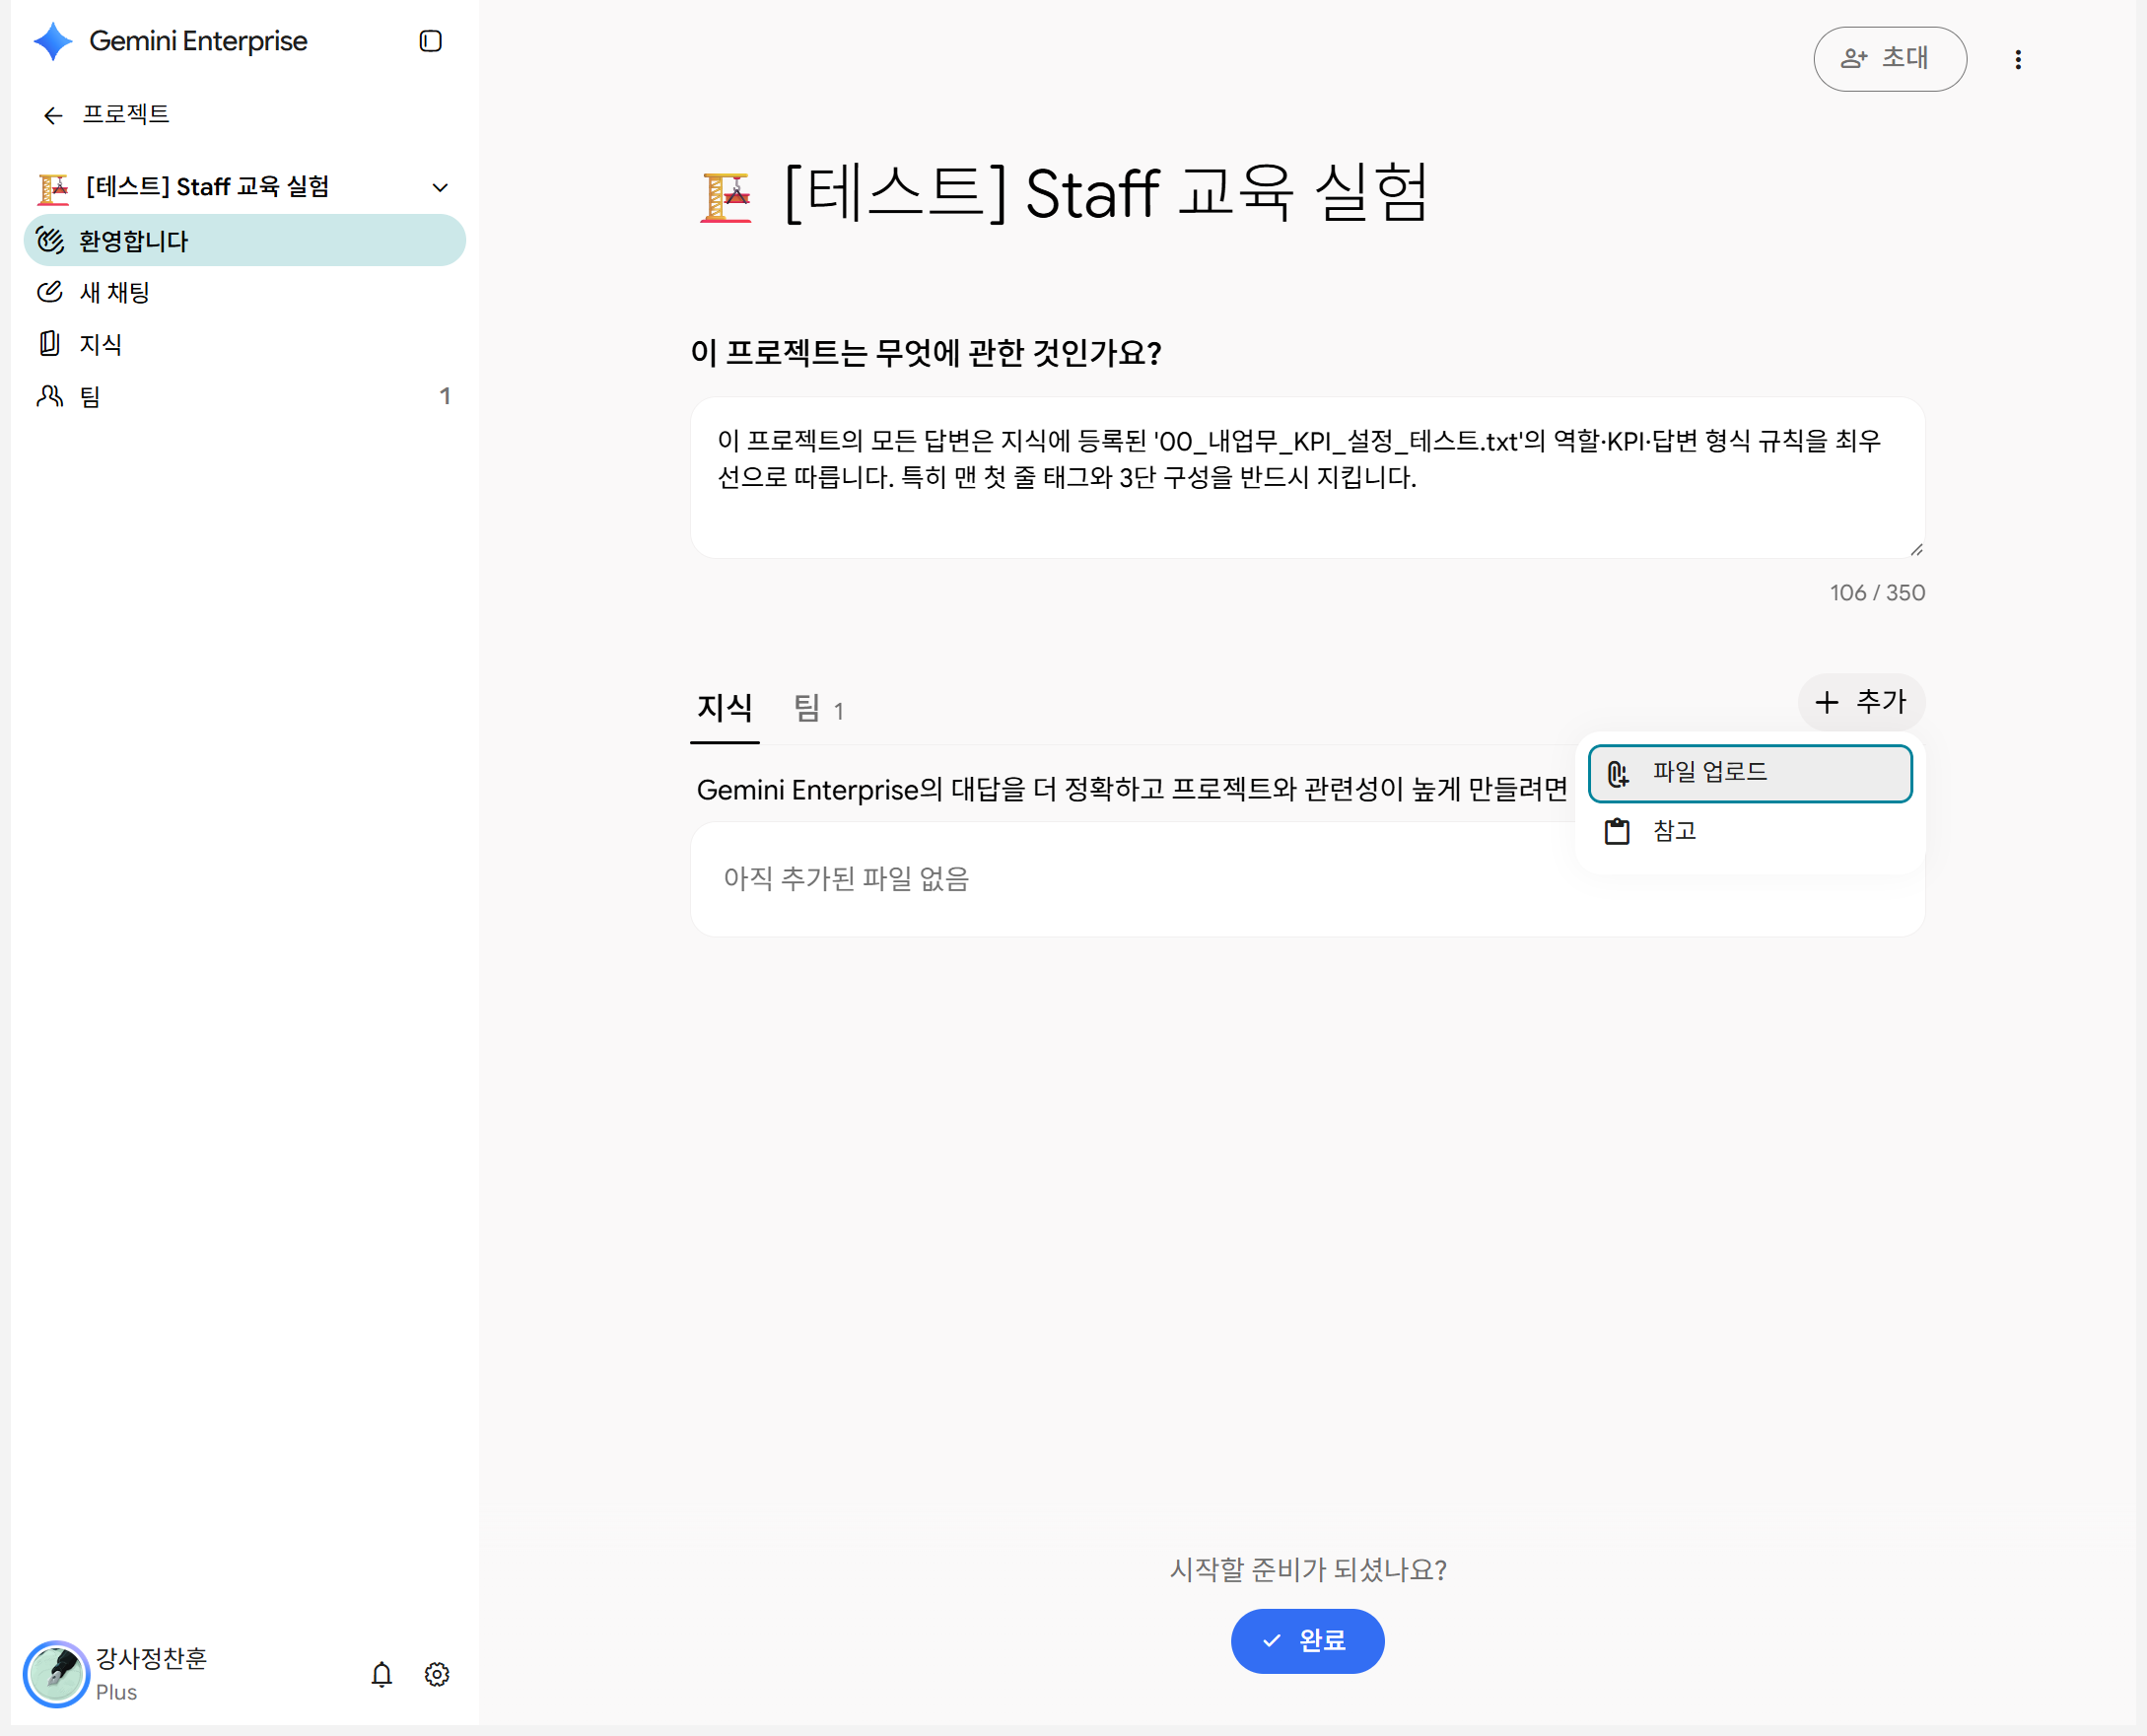 Gemini Enterprise
프로젝트
[테스트] Staff 교육 실험
환영합니다
새 채팅
지식
팀 1
초대
[테스트] Staff 교육 실험
이 프로젝트는 무엇에 관한 것인가요?
이 프로젝트의 모든 답변은 지식에 등록된 '00_내업무_KPI_설정_테스트.txt'의 역할·KPI·답변 형식 규칙을 최우
선으로 따릅니다. 특히 맨 첫 줄 태그와 3단 구성을 반드시 지킵니다.
106 / 350
지식 팀 1
추가
파일 업로드
참고
Gemini Enterprise의 대답을 더 정확하고 프로젝트와 관련성이 높게 만들려면
아직 추가된 파일 없음
시작할 준비가 되셨나요?
완료
강사정찬훈
Plus